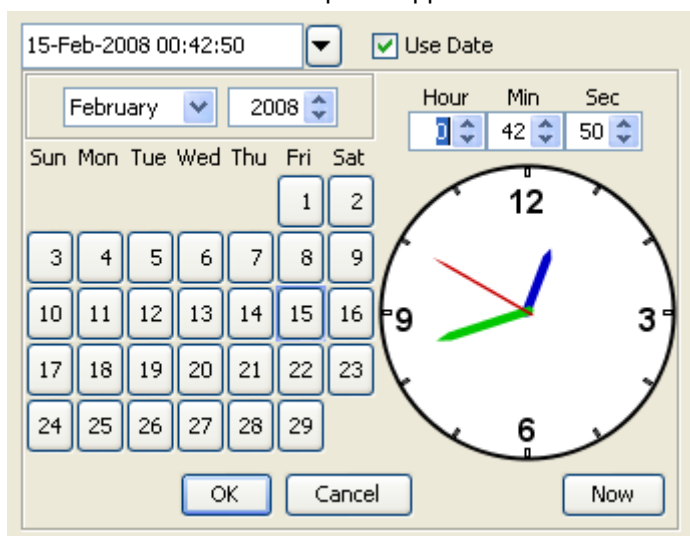 15-Feb-2008 00:42:50 Use Date
February 2008 Hour Min Sec
0 42 50
Sun Mon Tue Wed Thu Fri Sat
1 2
3 4 5 6 7 8 9
10 11 12 13 14 15 16
17 18 19 20 21 22 23
24 25 26 27 28 29
12
9 3
6
OK Cancel Now